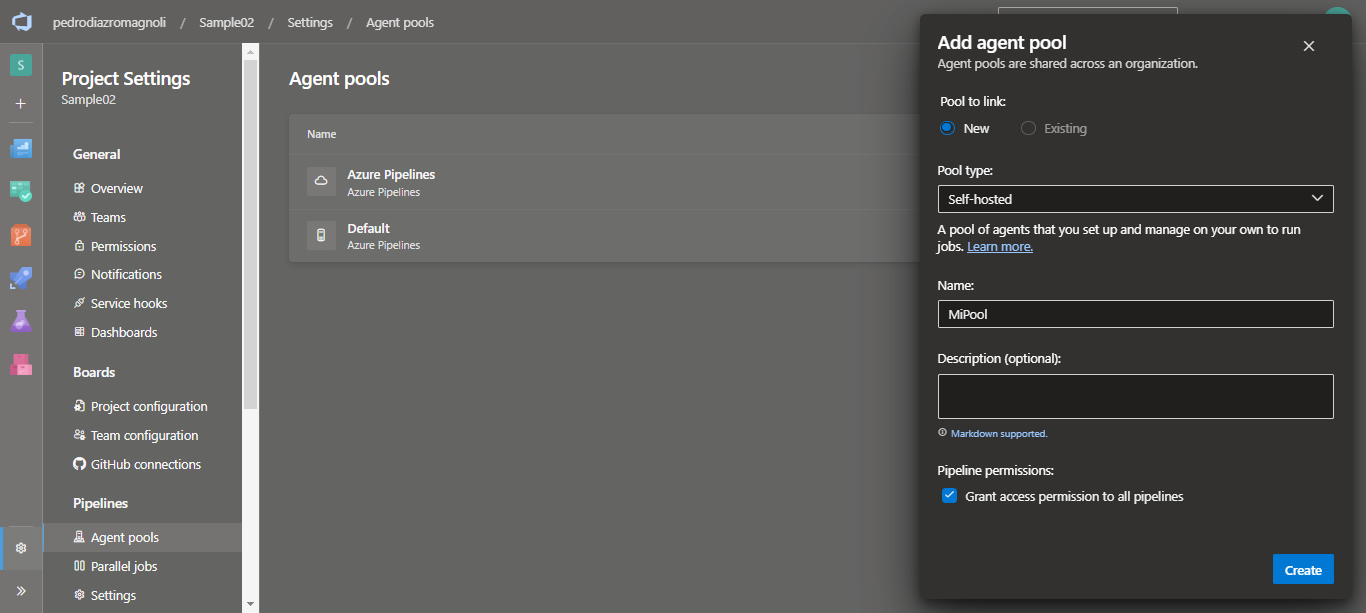 pedrodiazromagnoli / Sample02 / Settings / Agent pools
S
Project Settings
Sample02
General
Overview
Teams
Permissions
Notifications
Service hooks
Dashboards
Boards
Project configuration
Team configuration
GitHub connections
Pipelines
Agent pools
Parallel jobs
Settings
Agent pools
Name
Azure Pipelines
Azure Pipelines
Default
Azure Pipelines
Add agent pool
Agent pools are shared across an organization.
Pool to link:
New Existing
Pool type:
Self-hosted
A pool of agents that you set up and manage on your own to run
jobs. Learn more.
Name:
MiPool
Description (optional):
Markdown supported.
Pipeline permissions:
Grant access permission to all pipelines
Create